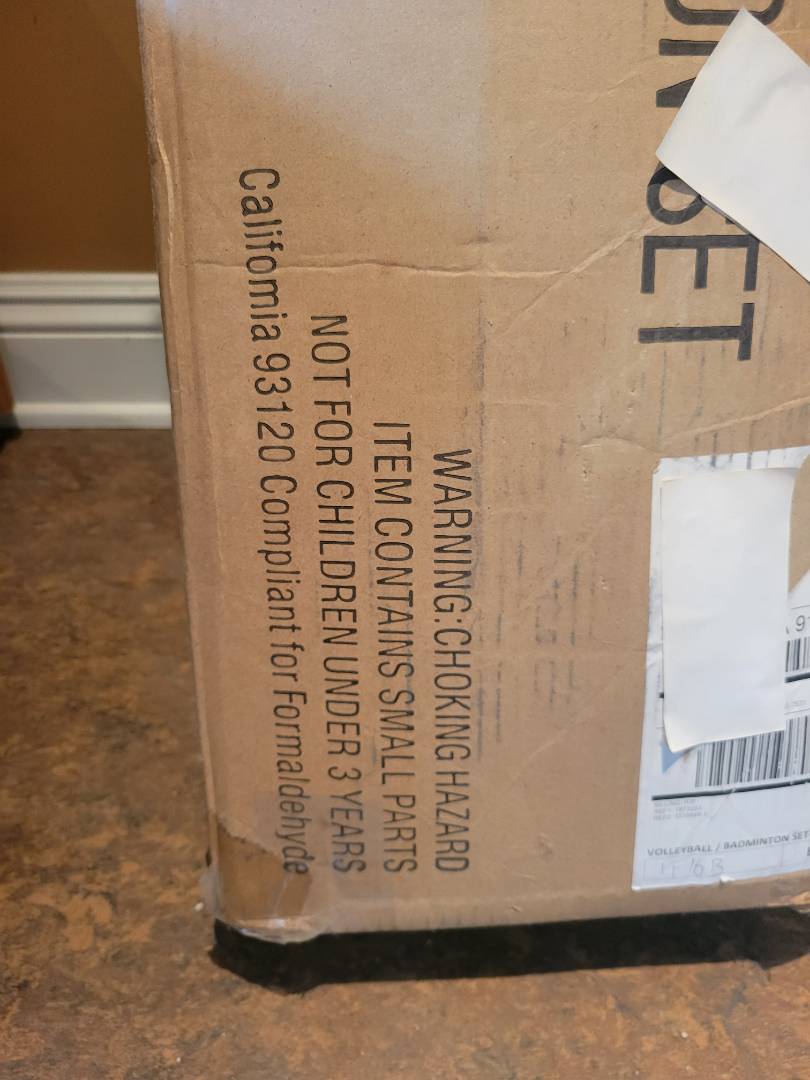 SET
WARNING:CHOKING HAZARD
ITEM CONTAINS SMALL PARTS
NOT FOR CHILDREN UNDER 3 YEARS
California 93120 Compliant for Formaldehyde
VOLLEYBALL / BADMINTON SET